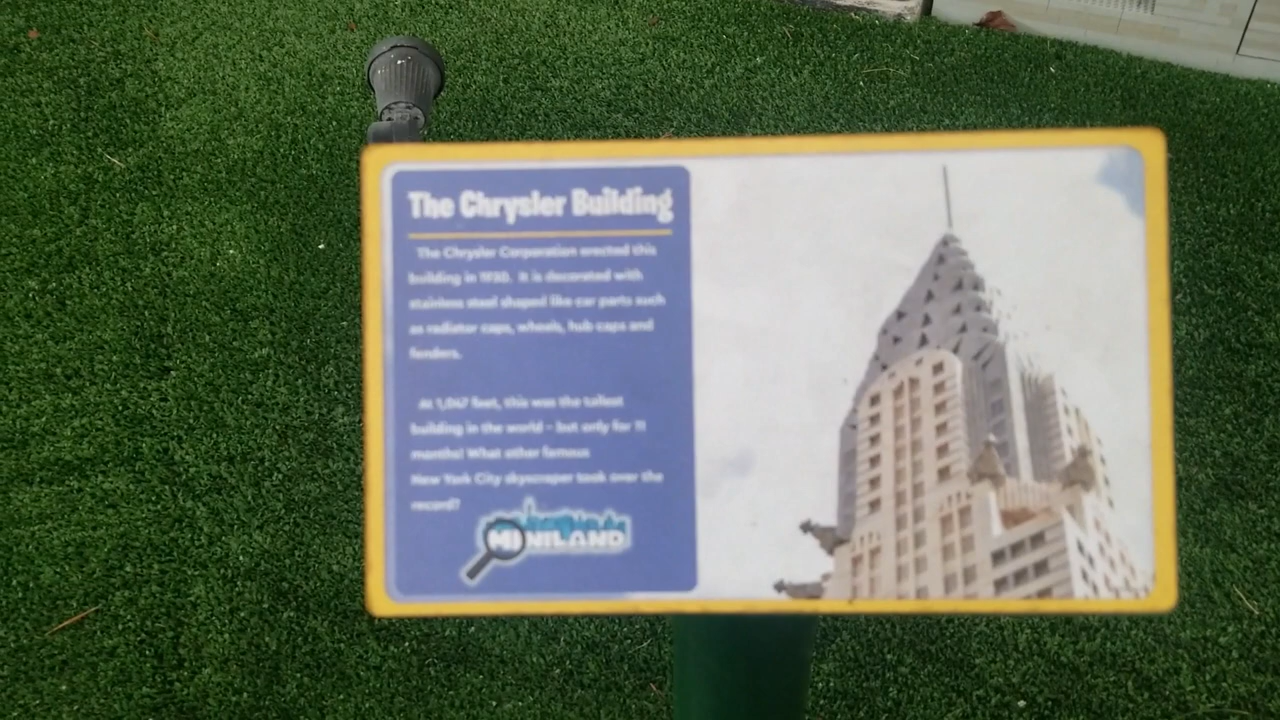 The Chrysler Building
The Chrysler Corporation erected this
building in 1930. It is decorated with
stainless steel shaped like car parts such
as radiator caps, wheels, hub caps and
fenders.
At 1,047 feet, this was the tallest
building in the world - but only for 11
months! What other famous
New York City skyscraper took over the
record?
MINILAND